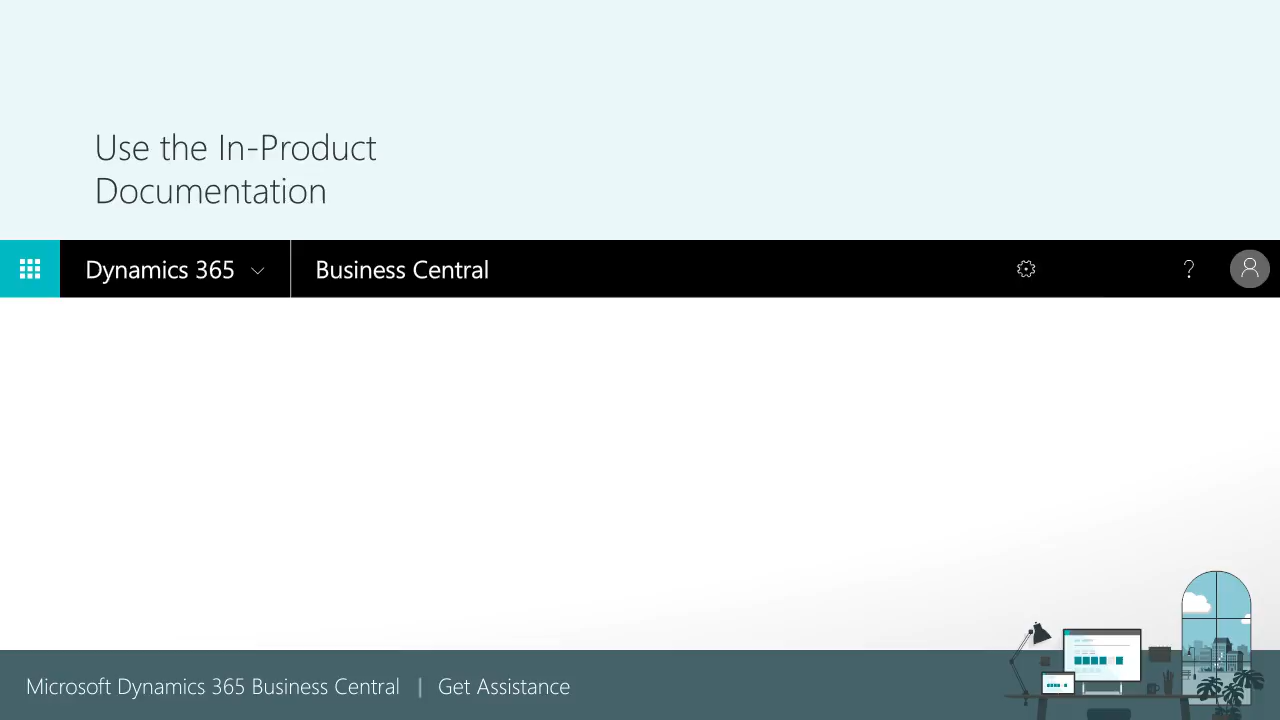 Use the In-Product
Documentation
Dynamics 365
Business Central
?
Microsoft Dynamics 365 Business Central | Get Assistance